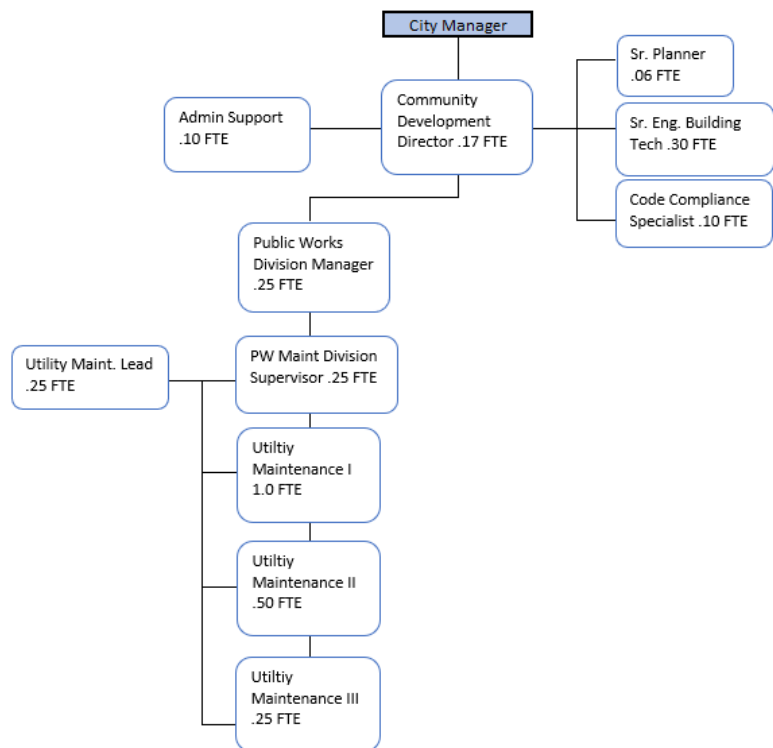 City Manager
Sr. Planner
.06 FTE
Admin Support
.10 FTE
Community
Development
Director .17 FTE
Sr. Eng. Building
Tech .30 FTE
Code Compliance
Specialist .10 FTE
Public Works
Division Manager
.25 FTE
Utility Maint. Lead
.25 FTE
PW Maint Division
Supervisor .25 FTE
Utiltiy
Maintenance I
1.0 FTE
Utiltiy
Maintenance II
.50 FTE
Utiltiy
Maintenance III
.25 FTE